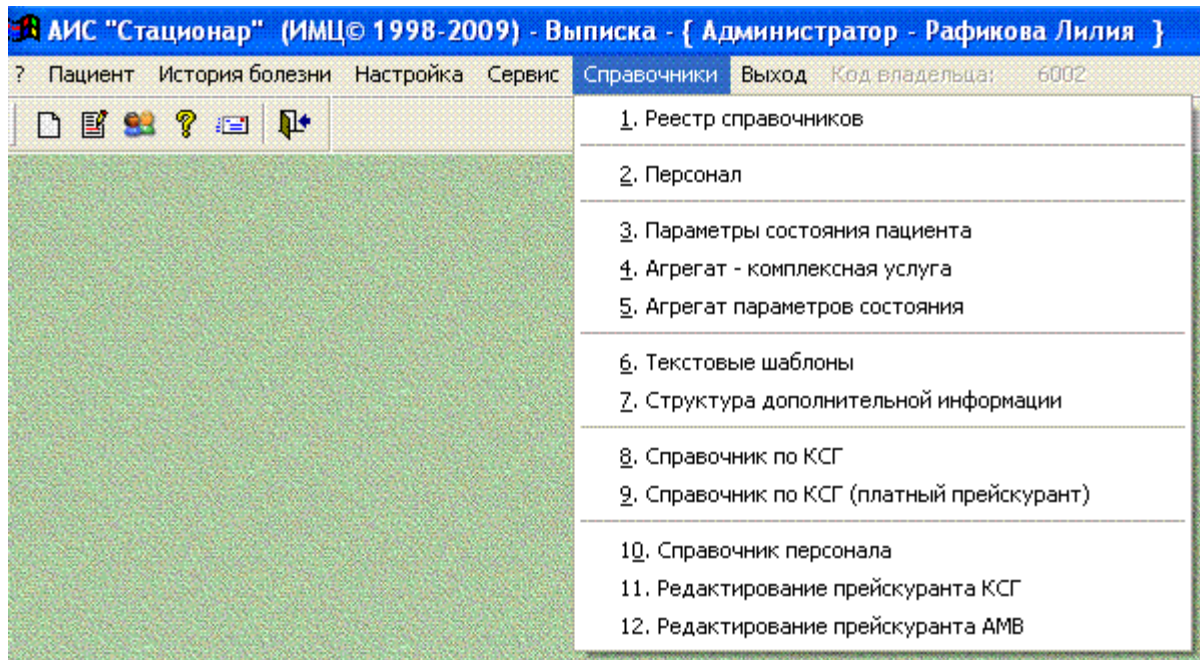 АИС "Стационар" (ИМЦ© 1998-2009) - Выписка - { Администратор - Рафикова Лилия }
? Пациент История болезни Настройка Сервис Справочники Выход Код владельца: 6002
1. Реестр справочников
2. Персонал
3. Параметры состояния пациента
4. Агрегат - комплексная услуга
5. Агрегат параметров состояния
6. Текстовые шаблоны
7. Структура дополнительной информации
8. Справочник по КСГ
9. Справочник по КСГ (платный прейскурант)
10. Справочник персонала
11. Редактирование прейскуранта КСГ
12. Редактирование прейскуранта АМВ